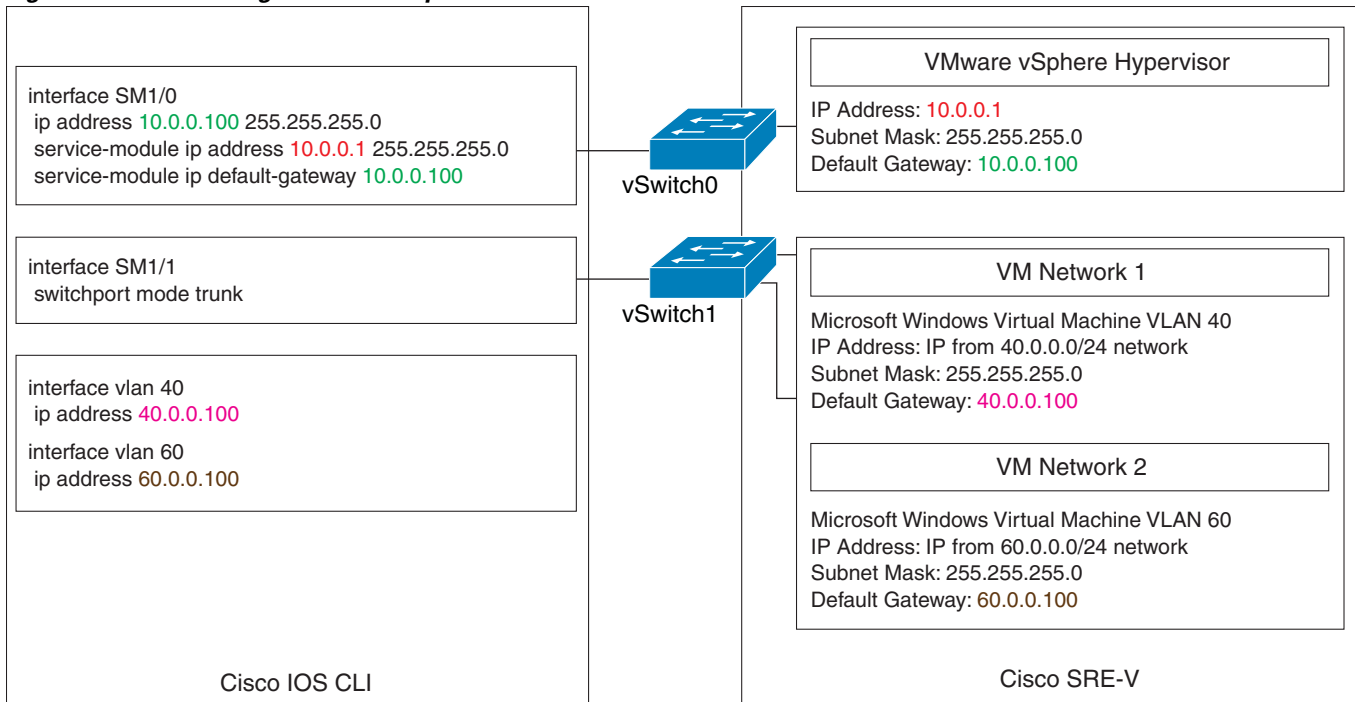 interface SM1/0
ip address 10.0.0.100 255.255.255.0
service-module ip address 10.0.0.1 255.255.255.0
service-module ip default-gateway 10.0.0.100
interface SM1/1
switchport mode trunk
interface vlan 40
ip address 40.0.0.100
interface vlan 60
ip address 60.0.0.100
Cisco IOS CLI
vSwitch0
vSwitch1
VMware vSphere Hypervisor
IP Address: 10.0.0.1
Subnet Mask: 255.255.255.0
Default Gateway: 10.0.0.100
VM Network 1
Microsoft Windows Virtual Machine VLAN 40
IP Address: IP from 40.0.0.0/24 network
Subnet Mask: 255.255.255.0
Default Gateway: 40.0.0.100
VM Network 2
Microsoft Windows Virtual Machine VLAN 60
IP Address: IP from 60.0.0.0/24 network
Subnet Mask: 255.255.255.0
Default Gateway: 60.0.0.100
Cisco SRE-V